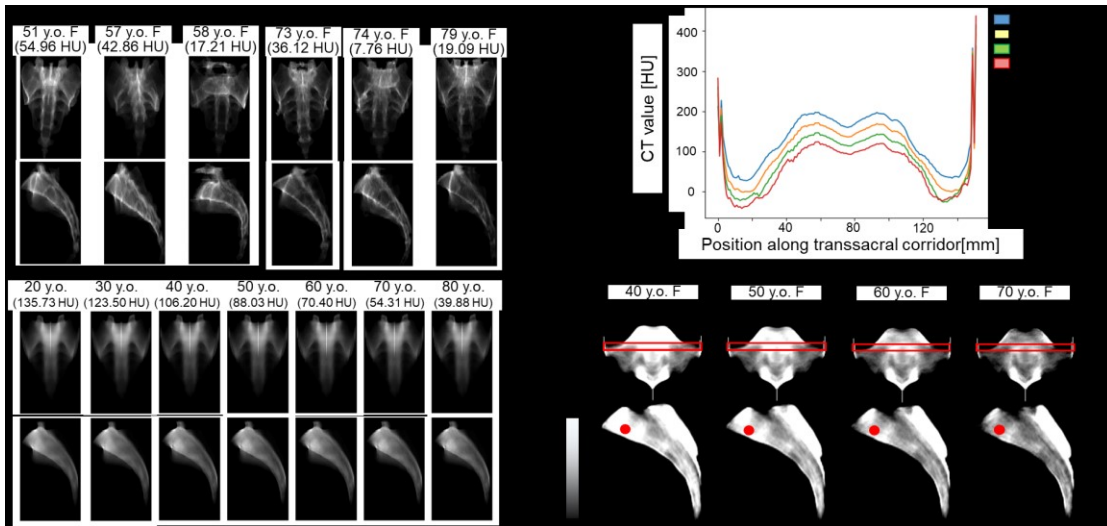 51 y.o. F 57 y.o. F 58 y.o. F 73 y.o. F 74 y.o. F 79 y.o. F
(54.96 HU) (42.86 HU) (17.21 HU) (36.12 HU) (7.76 HU) (19.09 HU)
20 y.o. 30 y.o. 40 y.o. 50 y.o. 60 y.o. 70 y.o. 80 y.o.
(135.73 HU) (123.50 HU) (106.20 HU) (88.03 HU) (70.40 HU) (54.31 HU) (39.88 HU)
CT value [HU]
400
300
200
100
0
0 40 80 120
Position along transsacral corridor[mm]
40 y.o. F 50 y.o. F 60 y.o. F 70 y.o. F